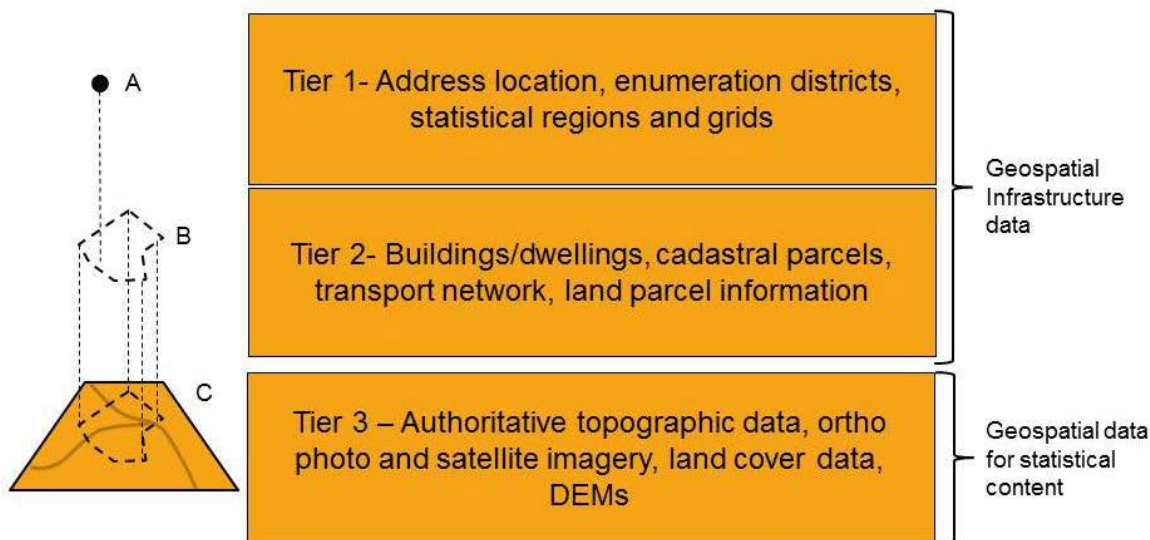 A
B
C
Tier 1- Address location, enumeration districts,
statistical regions and grids
Tier 2- Buildings/dwellings, cadastral parcels,
transport network, land parcel information
Tier 3 – Authoritative topographic data, ortho
photo and satellite imagery, land cover data,
DEMs
Geospatial
Infrastructure
data
Geospatial data
for statistical
content